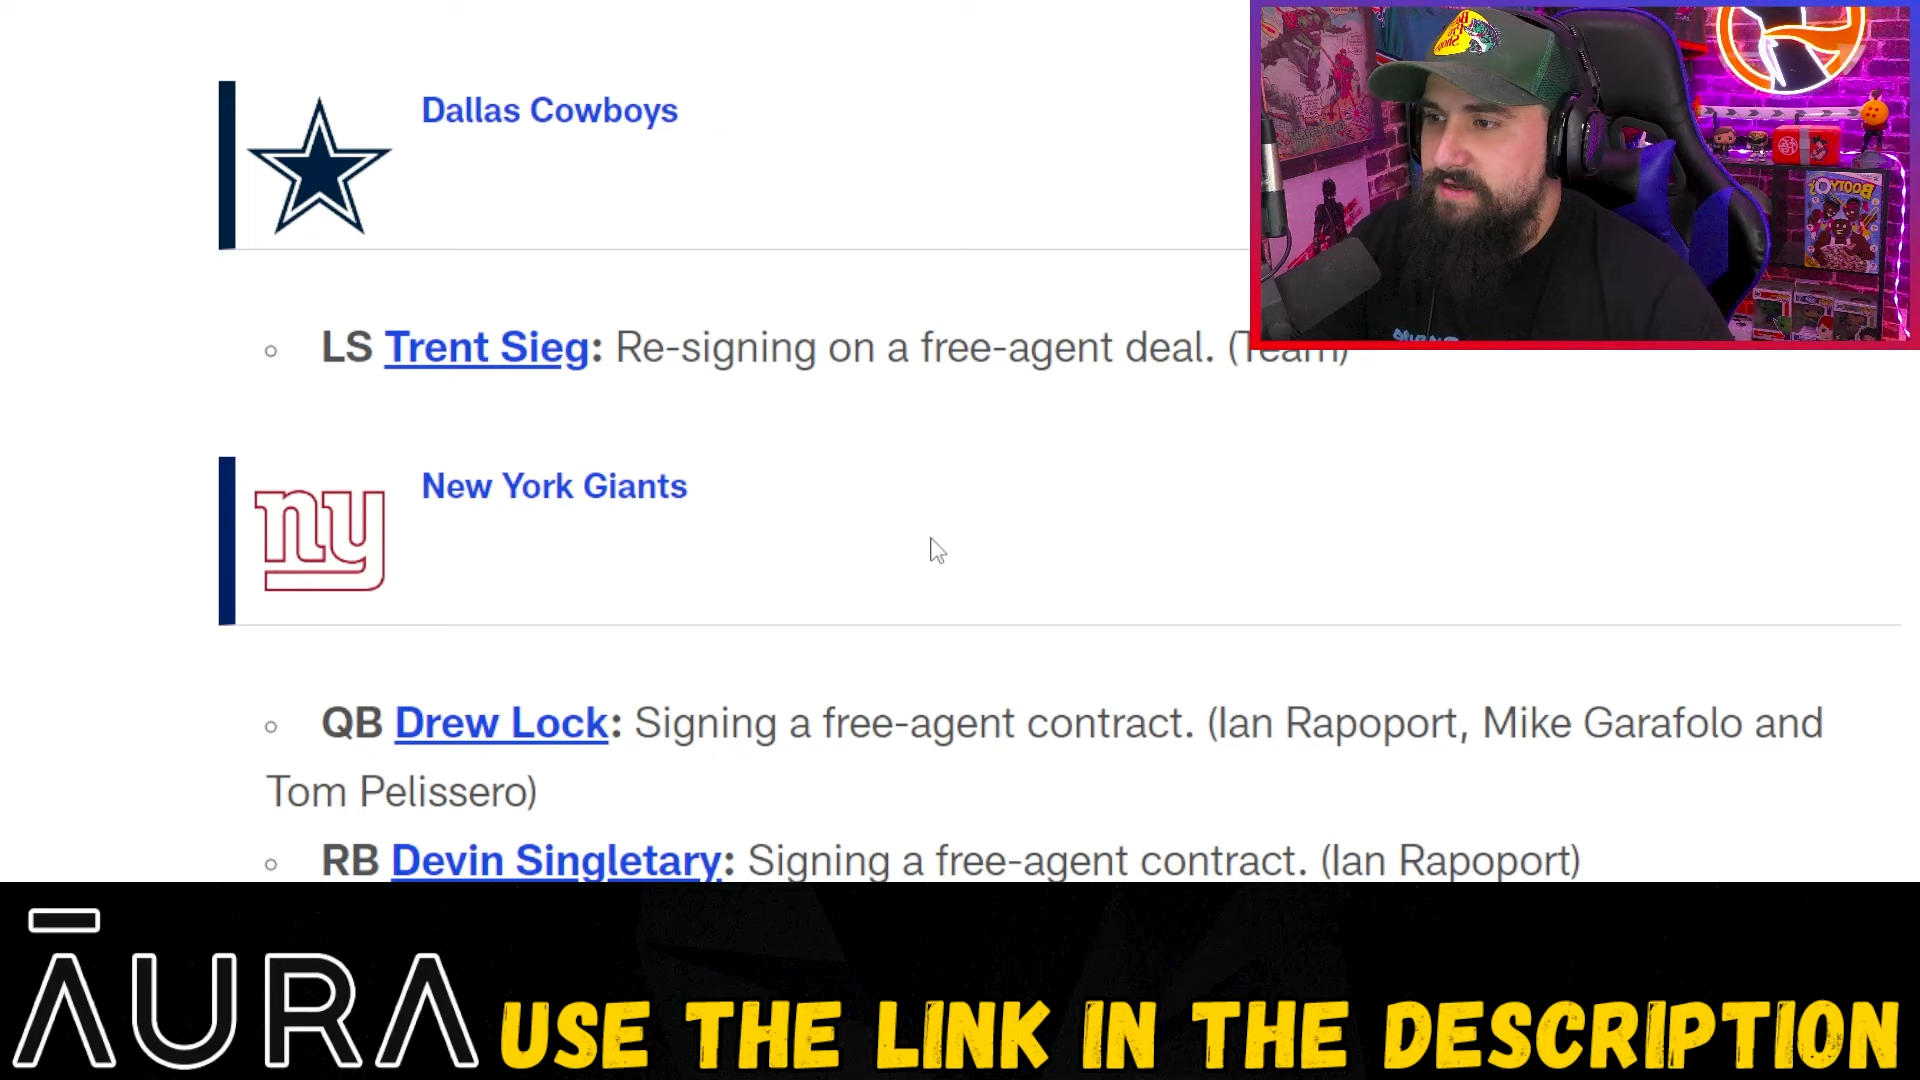 Dallas Cowboys
LS Trent Sieg: Re-signing on a free-agent deal. (Team)
New York Giants
ny
QB Drew Lock: Signing a free-agent contract. (Ian Rapoport, Mike Garafolo and
Tom Pelissero)
RB Devin Singletary: Signing a free-agent contract. (Ian Rapoport)
ĀURA USE THE LINK IN THE DESCRIPTION